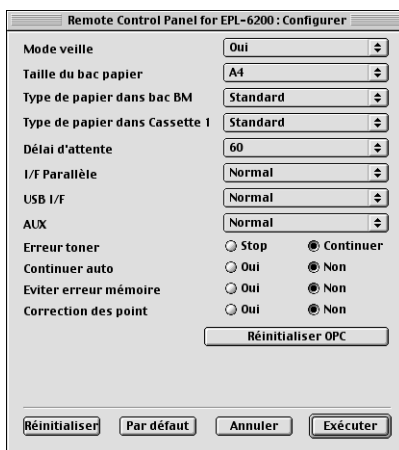 Remote Control Panel for EPL-6200 : Configurer
Mode veille Oui
Taille du bac papier A4
Type de papier dans bac BM Standard
Type de papier dans Cassette 1 Standard
Délai d'attente 60
I/F Parallèle Normal
USB I/F Normal
AUX Normal
Erreur toner Stop Continuer
Continuer auto Oui Non
Eviter erreur mémoire Oui Non
Correction des point Oui Non
Réinitialiser OPC
Réinitialiser Par défaut Annuler Exécuter